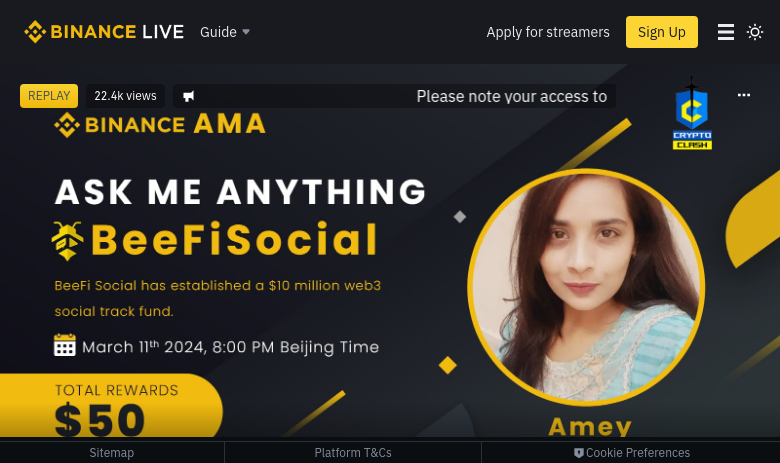 BINANCE LIVE
Guide
Apply for streamers
Sign Up
REPLAY
22.4k views
Please note your access to
BINANCE AMA
CRYPTO
CLASH
ASK ME ANYTHING
BeeFiSocial
BeeFi Social has established a $10 million web3
social track fund.
March 11th 2024, 8:00 PM Beijing Time
TOTAL REWARDS
$50
Amey
Sitemap
Platform T&Cs
Cookie Preferences